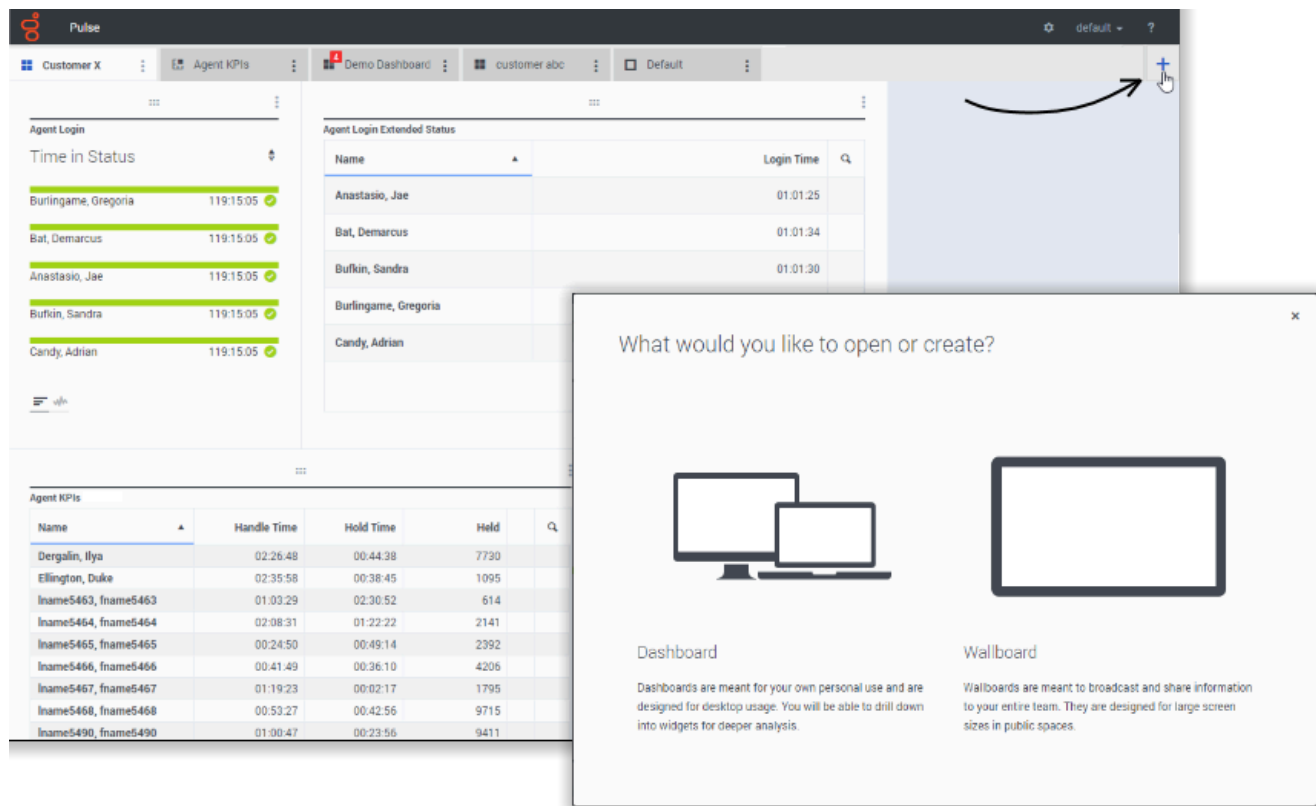 Pulse
default
?
Customer X
Agent KPIs
4
Demo Dashboard
customer abc
Default
+
Agent Login
Time in Status
Burlingame, Gregoria 119:15:05
Bat, Demarcus 119:15:05
Anastasio, Jae 119:15:05
Bufkin, Sandra 119:15:05
Candy, Adrian 119:15:05
Agent Login Extended Status
Name Login Time
Anastasio, Jae 01:01:25
Bat, Demarcus 01:01:34
Bufkin, Sandra 01:01:30
Burlingame, Gregoria
Candy, Adrian
Agent KPIs
Name Handle Time Hold Time Held
Dergalin, Ilya 02:26:48 00:44:38 7730
Ellington, Duke 02:35:58 00:38:45 1095
lname5463, fname5463 01:03:29 02:30:52 614
lname5464, fname5464 02:08:31 01:22:22 2141
lname5465, fname5465 00:24:50 00:49:14 2392
lname5466, fname5466 00:41:49 00:36:10 4206
lname5467, fname5467 01:19:23 00:02:17 1795
lname5468, fname5468 00:53:27 00:42:56 9715
lname5490, fname5490 01:00:47 00:23:56 9411
What would you like to open or create?
Dashboard
Dashboards are meant for your own personal use and are
designed for desktop usage. You will be able to drill down
into widgets for deeper analysis.
Wallboard
Wallboards are meant to broadcast and share information
to your entire team. They are designed for large screen
sizes in public spaces.